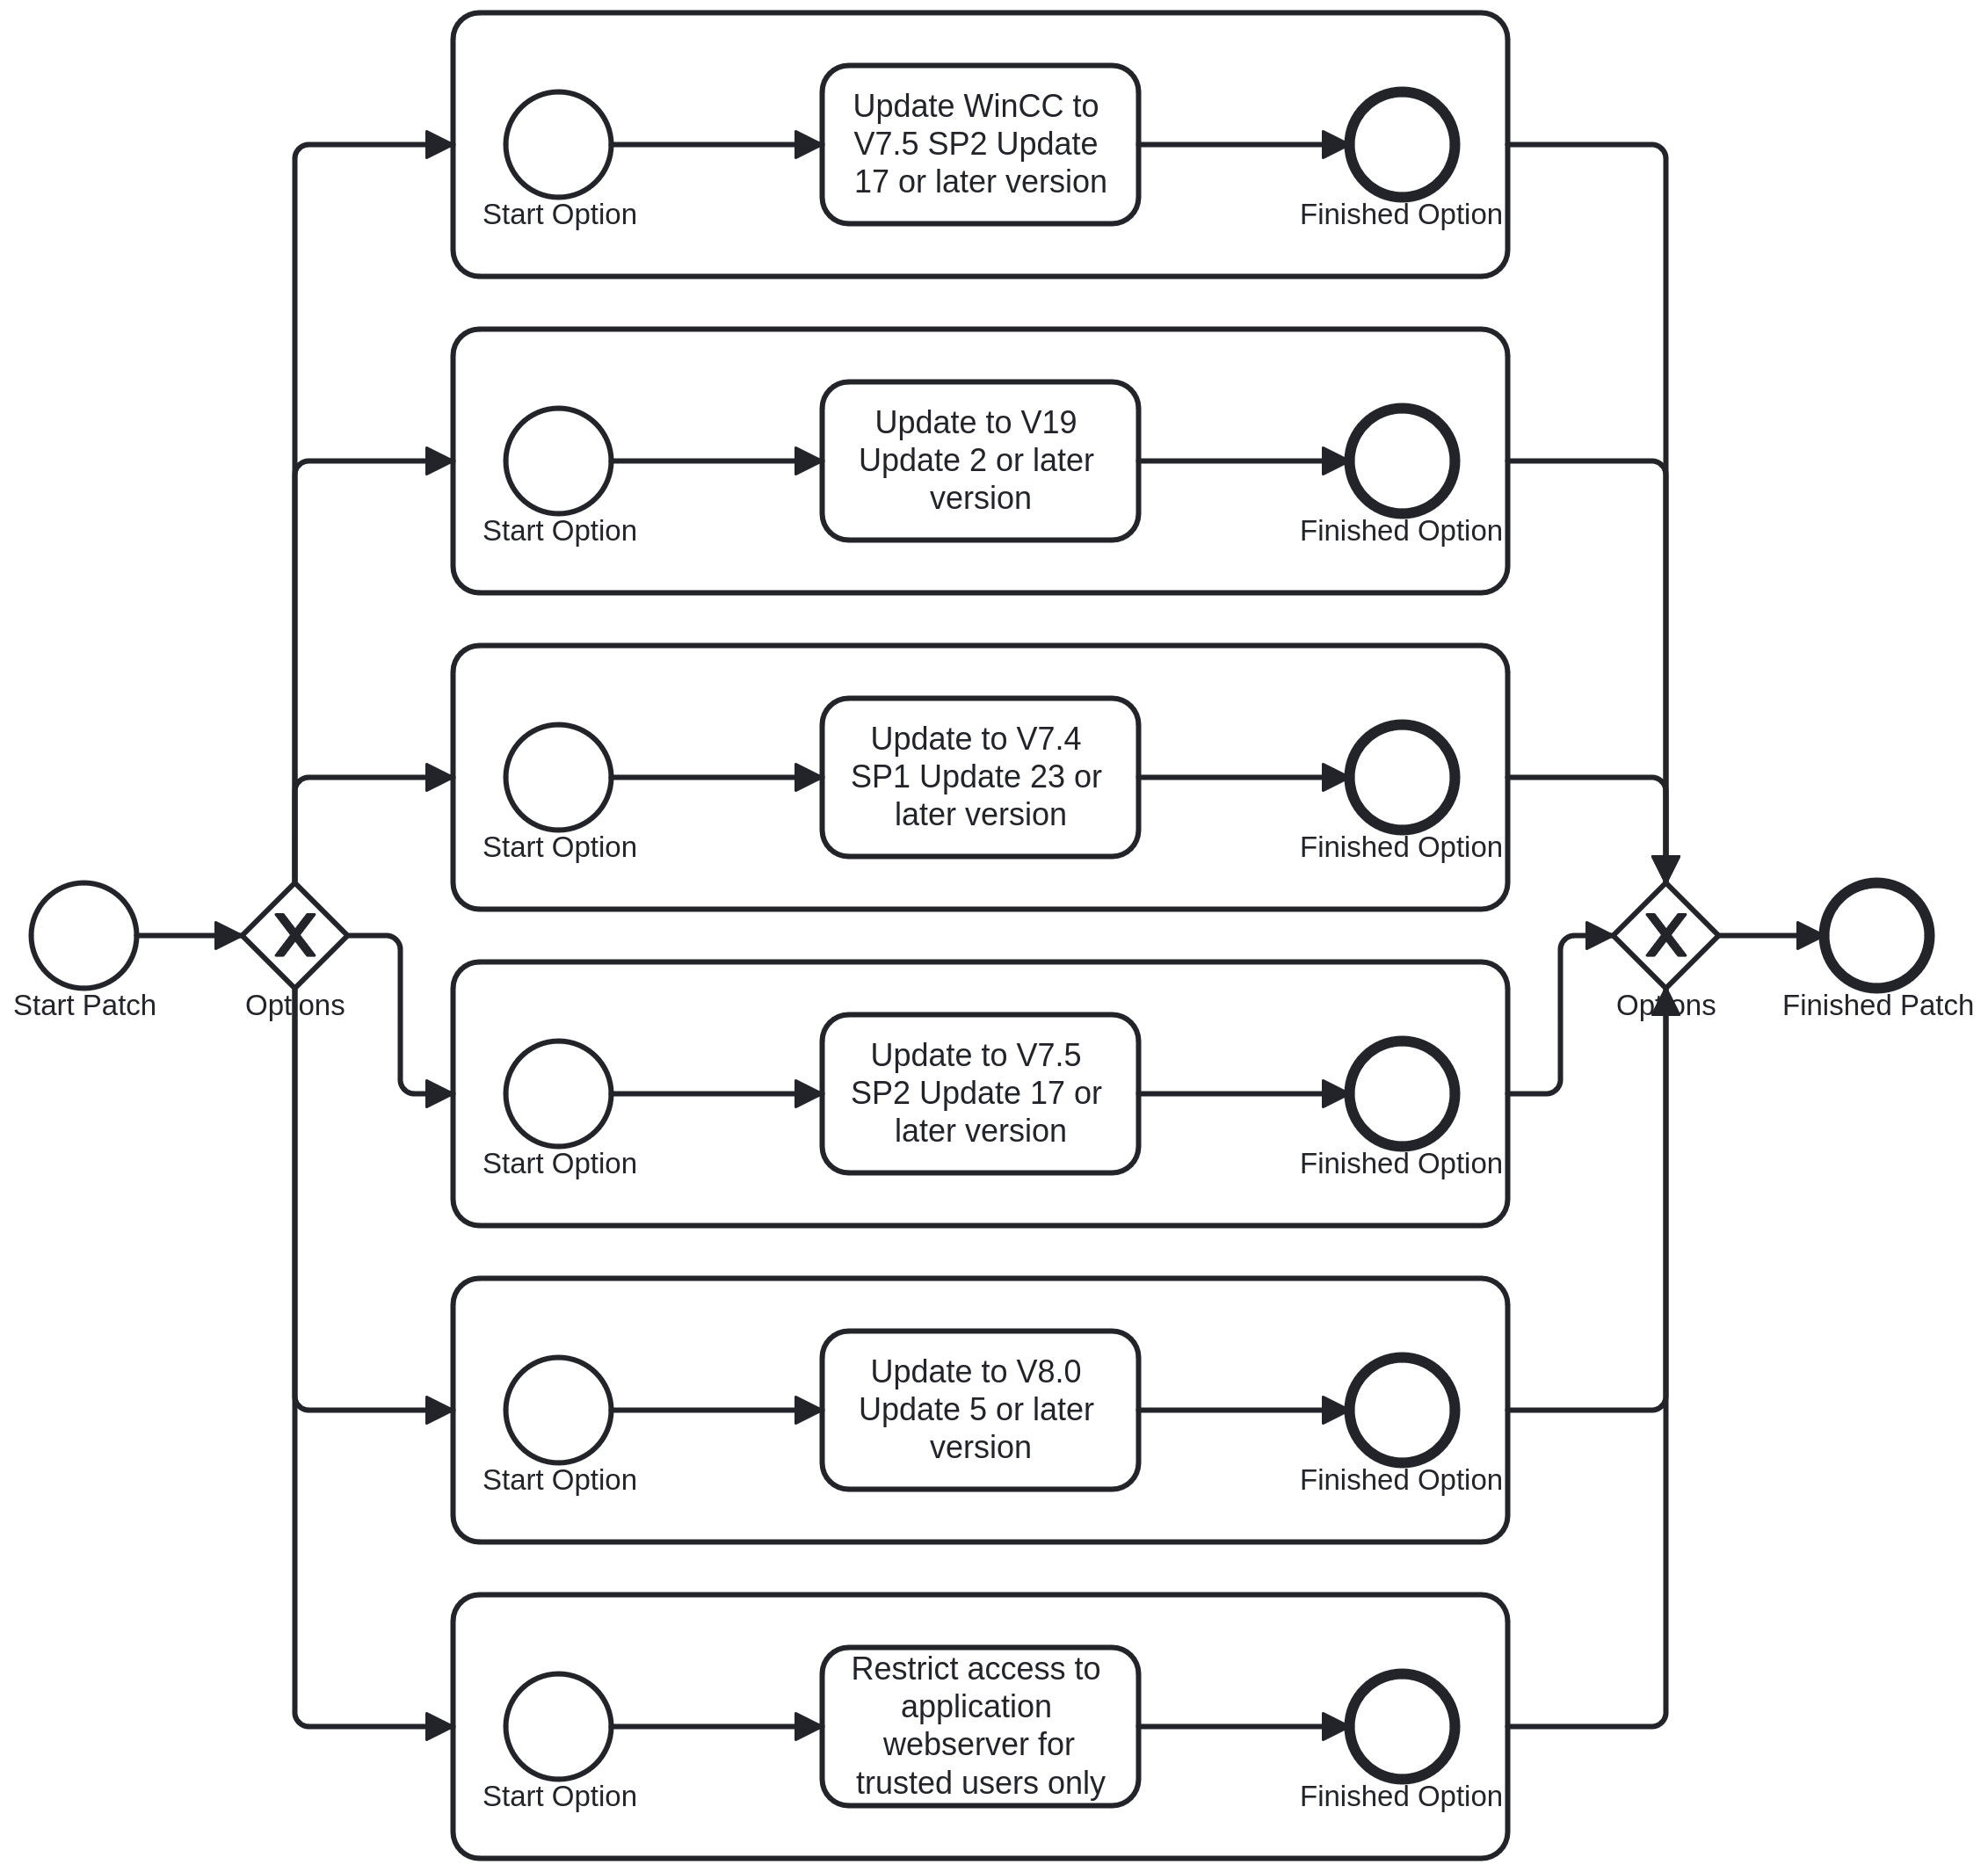 Update WinCC to
V7.5 SP2 Update
17 or later version
Start Option
Finished Option
Update to V19
Update 2 or later
version
Start Option
Finished Option
Update to V7.4
SP1 Update 23 or
later version
Start Option
Finished Option
Start Patch
X
Options
X
Options
Finished Patch
Update to V7.5
SP2 Update 17 or
later version
Start Option
Finished Option
Update to V8.0
Update 5 or later
version
Start Option
Finished Option
Restrict access to
application
webserver for
trusted users only
Start Option
Finished Option